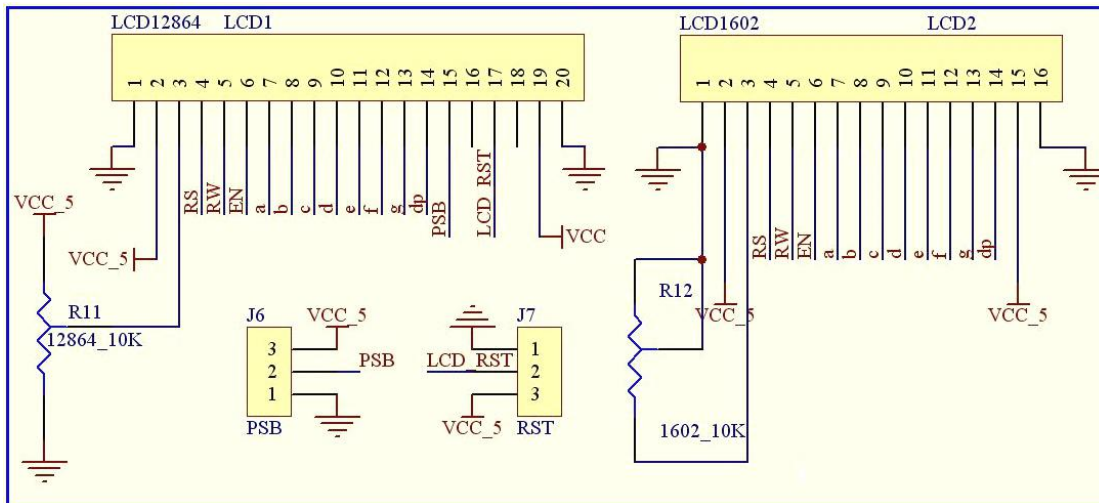 LCD12864 LCD1
1 2 3 4 5 6 7 8 9 10 11 12 13 14 15 16 17 18 19 20
RS RW EN a b c d e f g dp PSB LCD_RST
VCC
VCC_5
VCC_5
R11
12864_10K
J6
VCC_5
3
2
1
PSB
PSB
J7
LCD_RST
1
2
3
VCC_5
RST
LCD1602 LCD2
1 2 3 4 5 6 7 8 9 10 11 12 13 14 15 16
RS RW EN a b c d e f g dp
R12
VCC_5
VCC_5
1602_10K